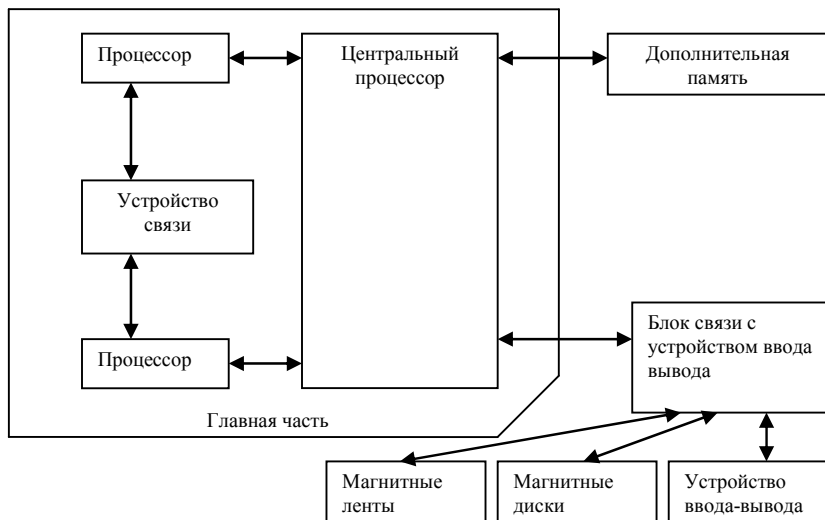 Процессор
Центральный
процессор
Дополнительная
память
Устройство
связи
Процессор
Блок связи с
устройством ввода
вывода
Главная часть
Магнитные
ленты
Магнитные
диски
Устройство
ввода-вывода